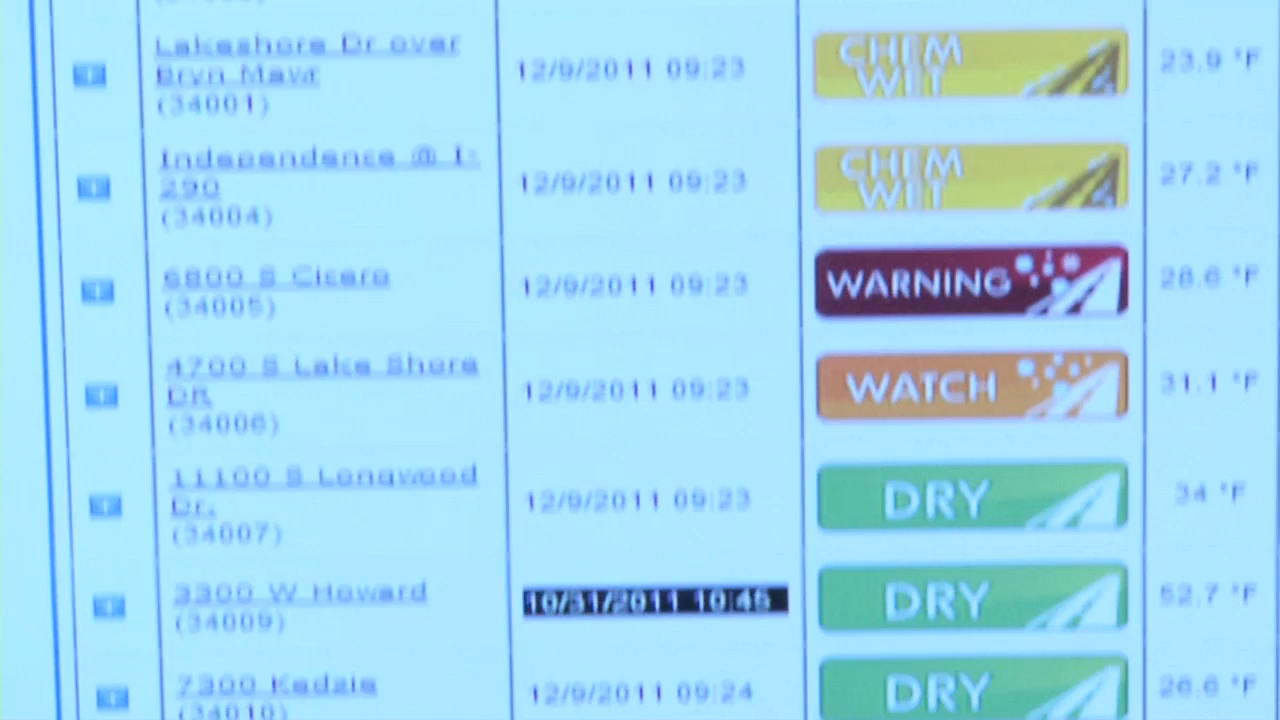 Lakeshore Dr over
Bryn Mawr
(34001)
12/9/2011 09:23
CHEM
WET
23.9 °F
Independence @ I-
290
(34004)
12/9/2011 09:23
CHEM
WET
27.2 °F
6800 S Cicero
(34005)
12/9/2011 09:23
WARNING
28.6 °F
4700 S Lake Shore
DR
(34006)
12/9/2011 09:23
WATCH
31.1 °F
11100 S Longwood
Dr.
(34007)
12/9/2011 09:23
DRY
34 °F
3300 W Howard
(34009)
10/31/2011 10:46
DRY
52.7 °F
7300 Kedzie
(34010)
12/9/2011 09:24
DRY
26.6 °F